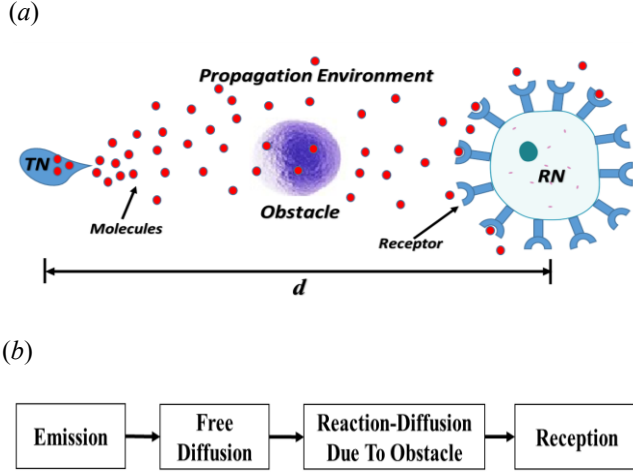 (a)
Propagation Environment
TN
RN
Molecules
Obstacle
Receptor
d
(b)
Emission
Free
Diffusion
Reaction-Diffusion
Due To Obstacle
Reception